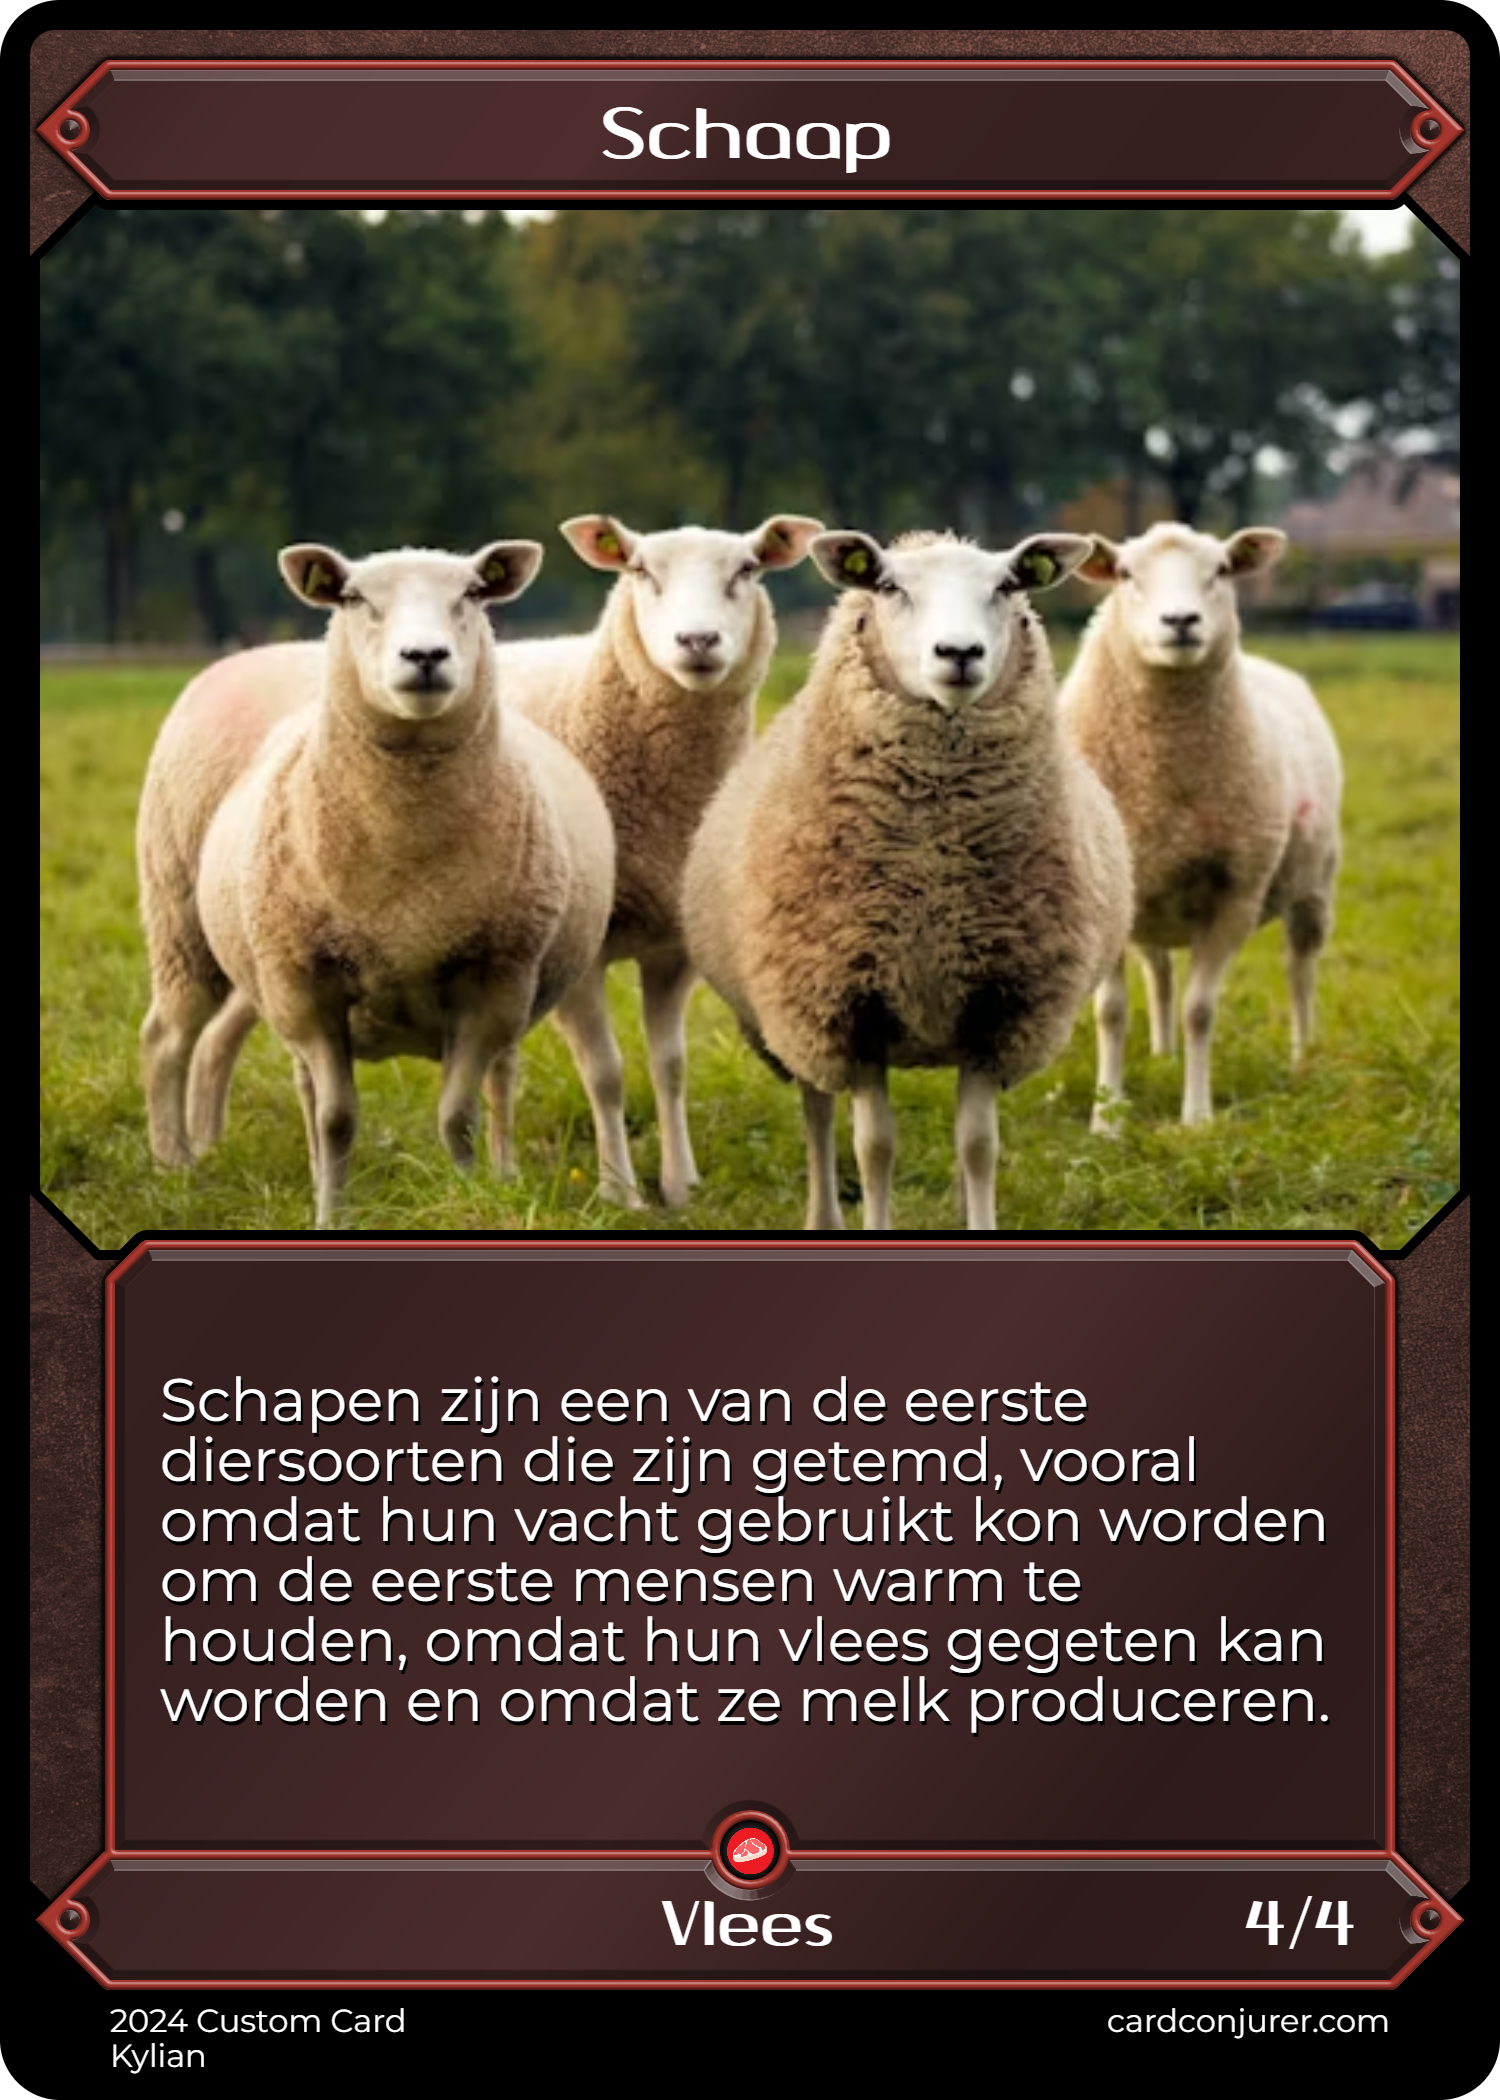 Schaap
Schapen zijn een van de eerste
diersoorten die zijn getemd, vooral
omdat hun vacht gebruikt kon worden
om de eerste mensen warm te
houden, omdat hun vlees gegeten kan
worden en omdat ze melk produceren.
Vlees
4/4
2024 Custom Card
Kylian
cardconjurer.com